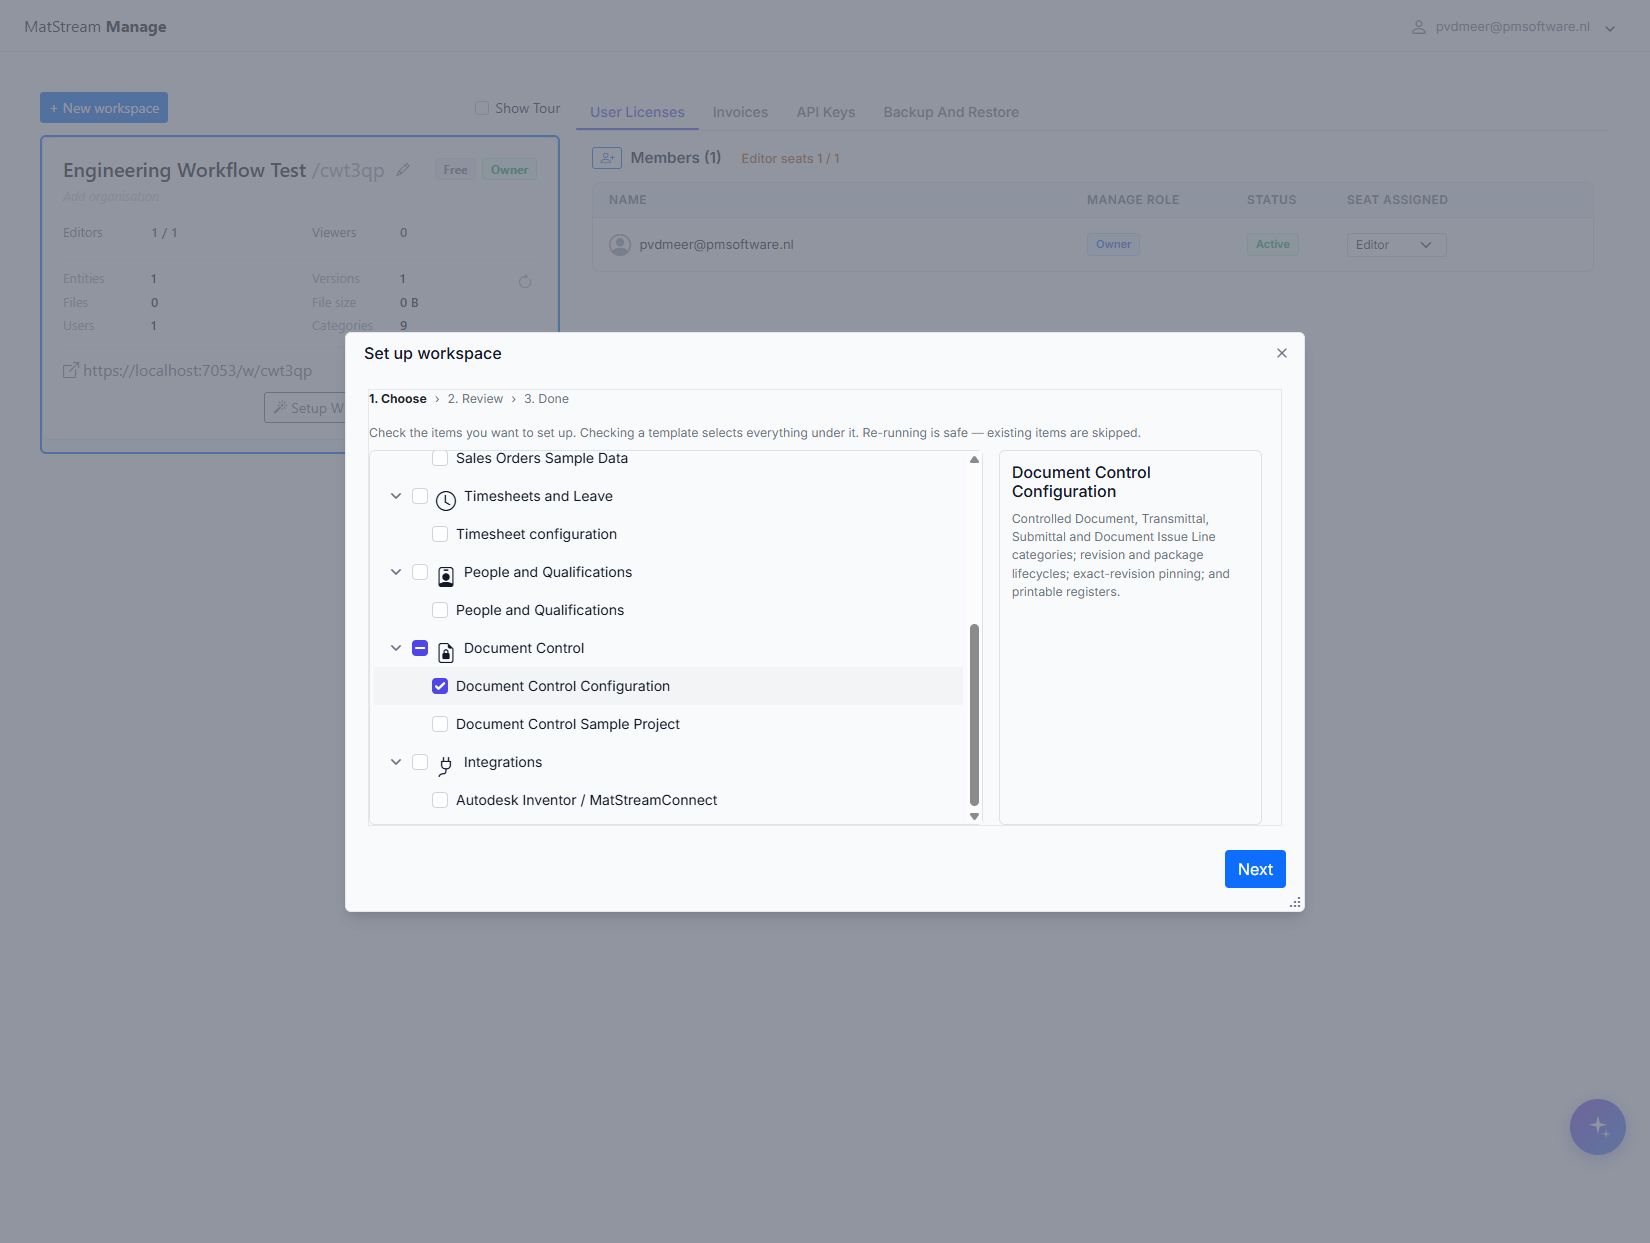 MatStream Manage
pvdmeer@pmsoftware.nl
+ New workspace
Show Tour
User Licenses
Invoices
API Keys
Backup And Restore
Engineering Workflow Test /cwt3qp
Free
Owner
Add organisation
Editors 1 / 1
Viewers 0
Entities 1
Versions 1
Files 0
File size 0 B
Users 1
Categories 9
https://localhost:7053/w/cwt3qp
Setup W
Members (1)
Editor seats 1 / 1
NAME
MANAGE ROLE
STATUS
SEAT ASSIGNED
pvdmeer@pmsoftware.nl
Owner
Active
Editor
Set up workspace
1. Choose › 2. Review › 3. Done
Check the items you want to set up. Checking a template selects everything under it. Re-running is safe — existing items are skipped.
Sales Orders Sample Data
Timesheets and Leave
Timesheet configuration
People and Qualifications
People and Qualifications
Document Control
Document Control Configuration
Document Control Sample Project
Integrations
Autodesk Inventor / MatStreamConnect
Document Control
Configuration
Controlled Document, Transmittal,
Submittal and Document Issue Line
categories; revision and package
lifecycles; exact-revision pinning; and
printable registers.
Next